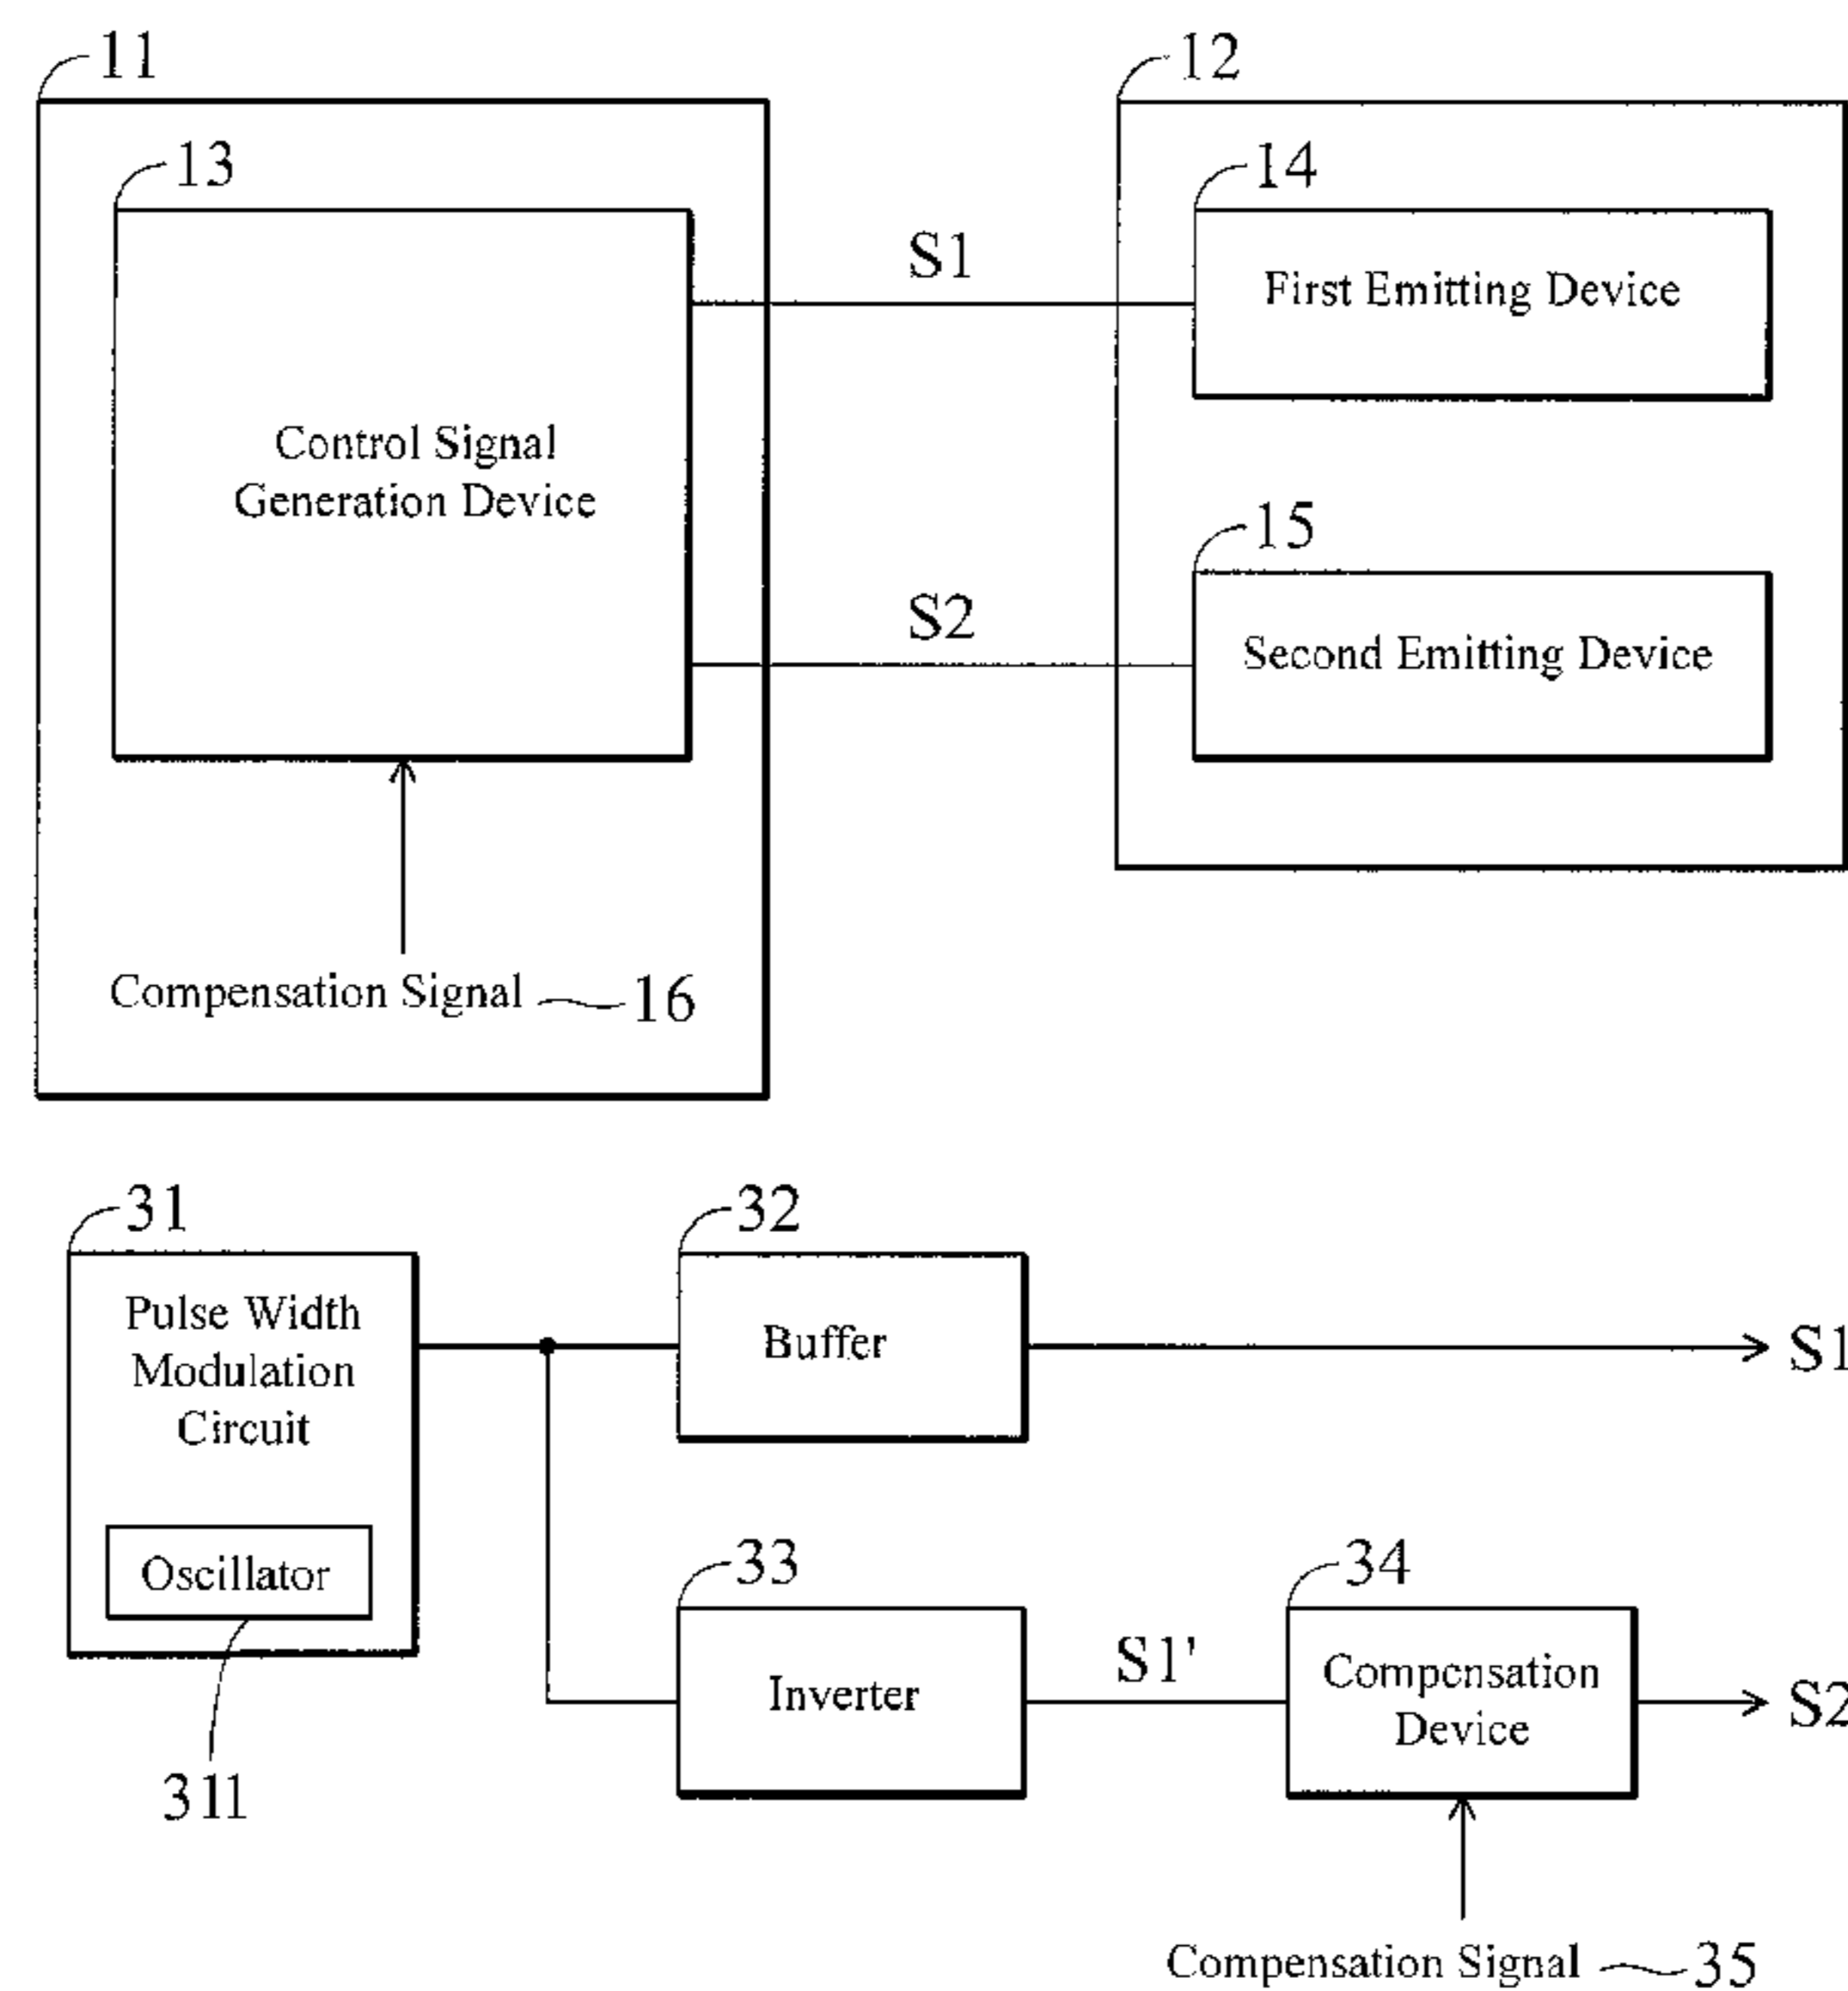 11
12
13
14
S1
First Emitting Device
Control Signal
Generation Device
15
S2
Second Emitting Device
Compensation Signal
16
31
32
Pulse Width
Modulation
Circuit
Buffer
S1
Oscillator
33
34
S1'
Inverter
Compensation
Device
S2
311
Compensation Signal
35